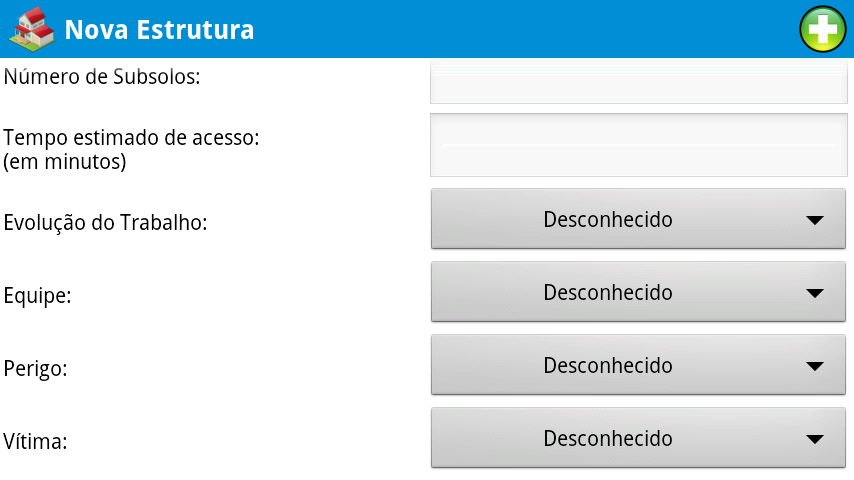 Nova Estrutura
Número de Subsolos:
Tempo estimado de acesso:
(em minutos)
Evolução do Trabalho: Desconhecido
Equipe: Desconhecido
Perigo: Desconhecido
Vítima: Desconhecido